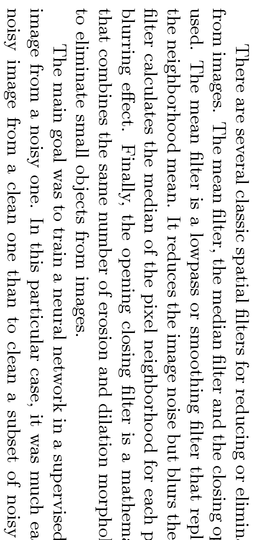 There are several classic spatial filters for reducing or elimin
from images. The mean filter, the median filter and the closing op
used. The mean filter is a lowpass or smoothing filter that repl
the neighborhood mean. It reduces the image noise but blurs the
filter calculates the median of the pixel neighborhood for each p
blurring effect. Finally, the opening closing filter is a mathema
that combines the same number of erosion and dilation morphol
to eliminate small objects from images.
The main goal was to train a neural network in a supervised
image from a noisy one. In this particular case, it was much ea
noisy image from a clean one than to clean a subset of noisy